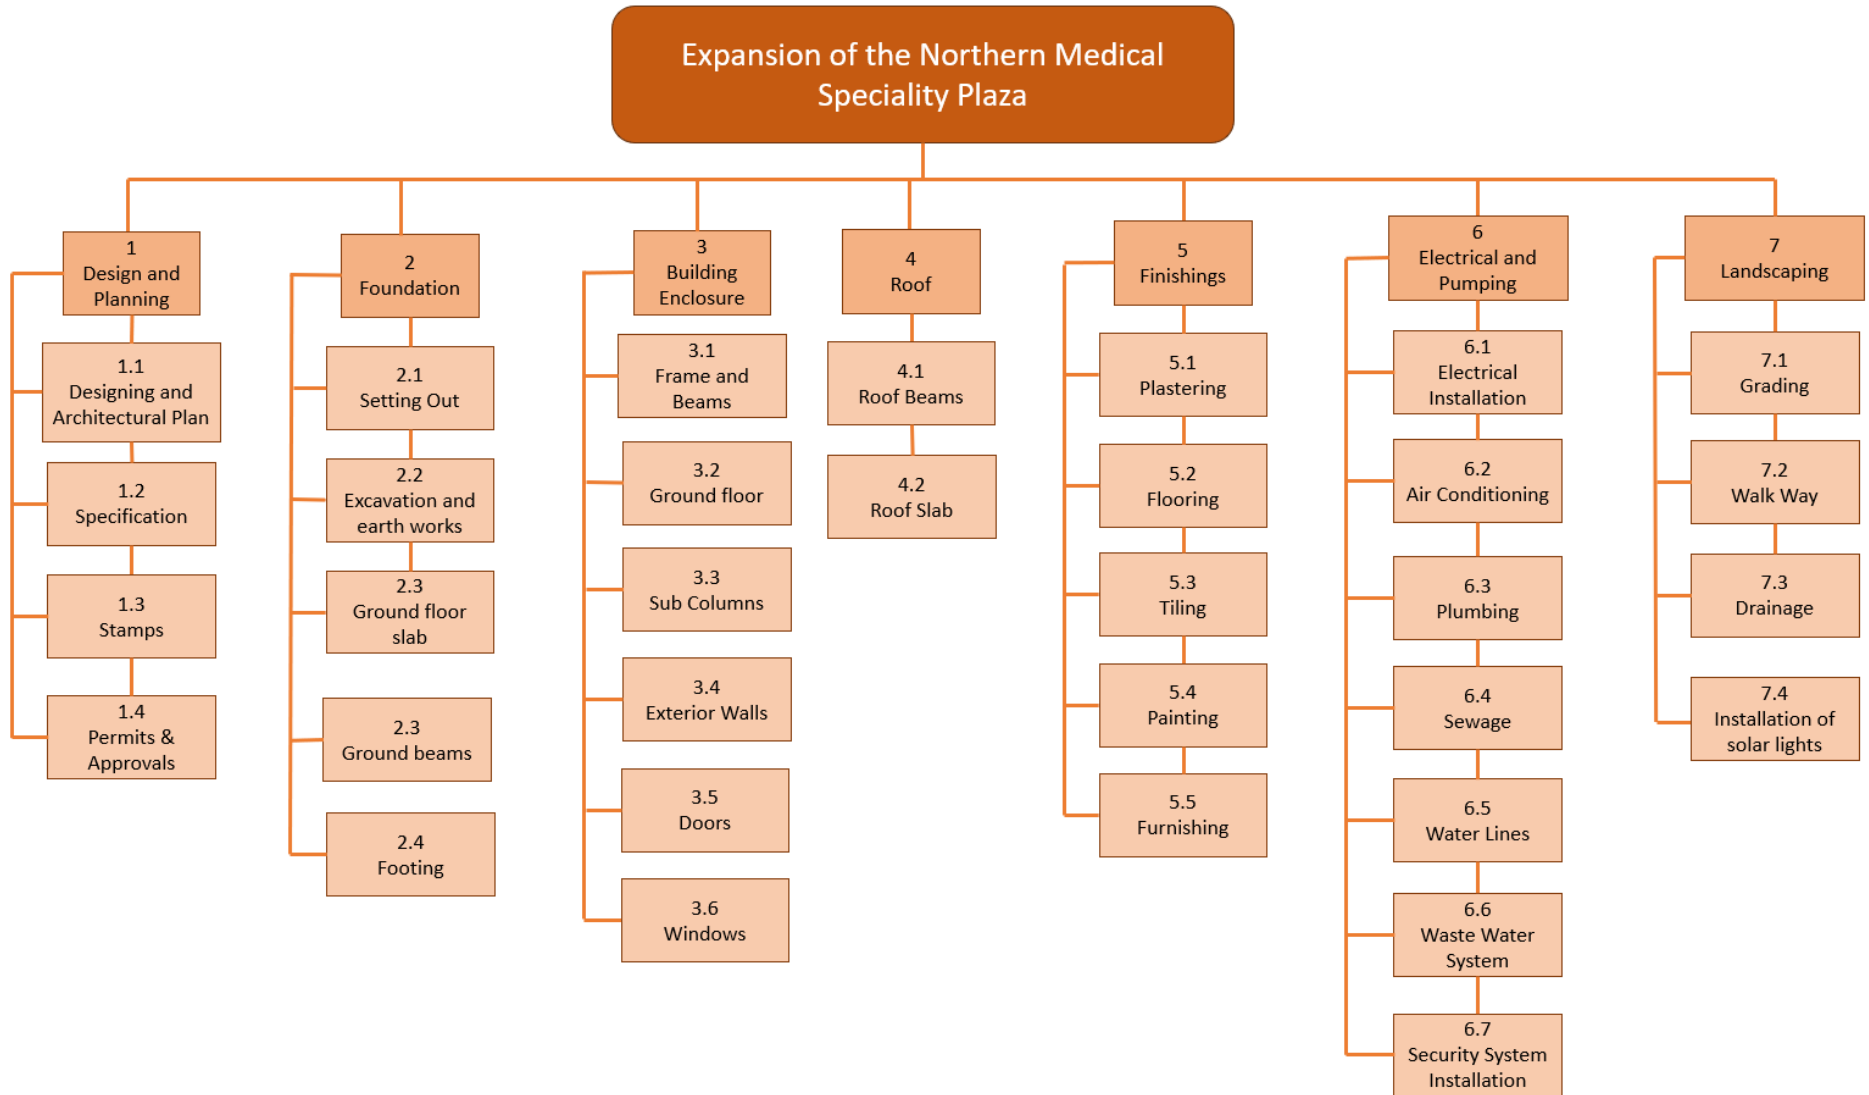 Expansion of the Northern Medical
Speciality Plaza
1
Design and
Planning
1.1
Designing and
Architectural Plan
1.2
Specification
1.3
Stamps
1.4
Permits &
Approvals
2
Foundation
2.1
Setting Out
2.2
Excavation and
earth works
2.3
Ground floor
slab
2.3
Ground beams
2.4
Footing
3
Building
Enclosure
3.1
Frame and
Beams
3.2
Ground floor
3.3
Sub Columns
3.4
Exterior Walls
3.5
Doors
3.6
Windows
4
Roof
4.1
Roof Beams
4.2
Roof Slab
5
Finishings
5.1
Plastering
5.2
Flooring
5.3
Tiling
5.4
Painting
5.5
Furnishing
6
Electrical and
Pumping
6.1
Electrical
Installation
6.2
Air Conditioning
6.3
Plumbing
6.4
Sewage
6.5
Water Lines
6.6
Waste Water
System
6.7
Security System
Installation
7
Landscaping
7.1
Grading
7.2
Walk Way
7.3
Drainage
7.4
Installation of
solar lights